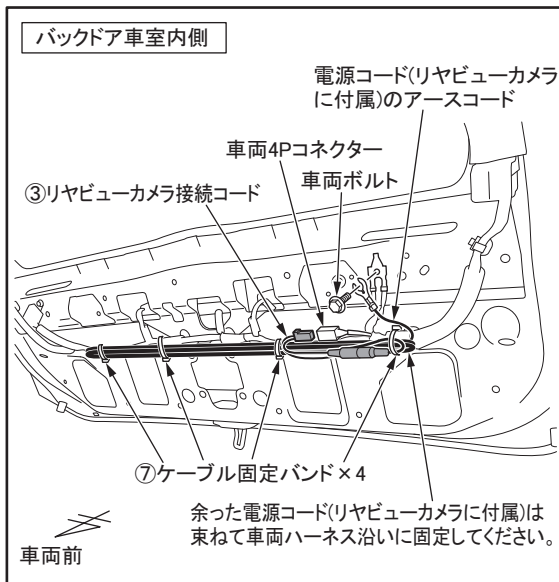 バックドア車室内側
電源コード(リヤビューカメラ
に付属)のアースコード
車両4Pコネクター
車両ボルト
③リヤビューカメラ接続コード
⑦ケーブル固定バンド×4
余った電源コード(リヤビューカメラに付属)は
束ねて車両ハーネス沿いに固定してください。
車両前